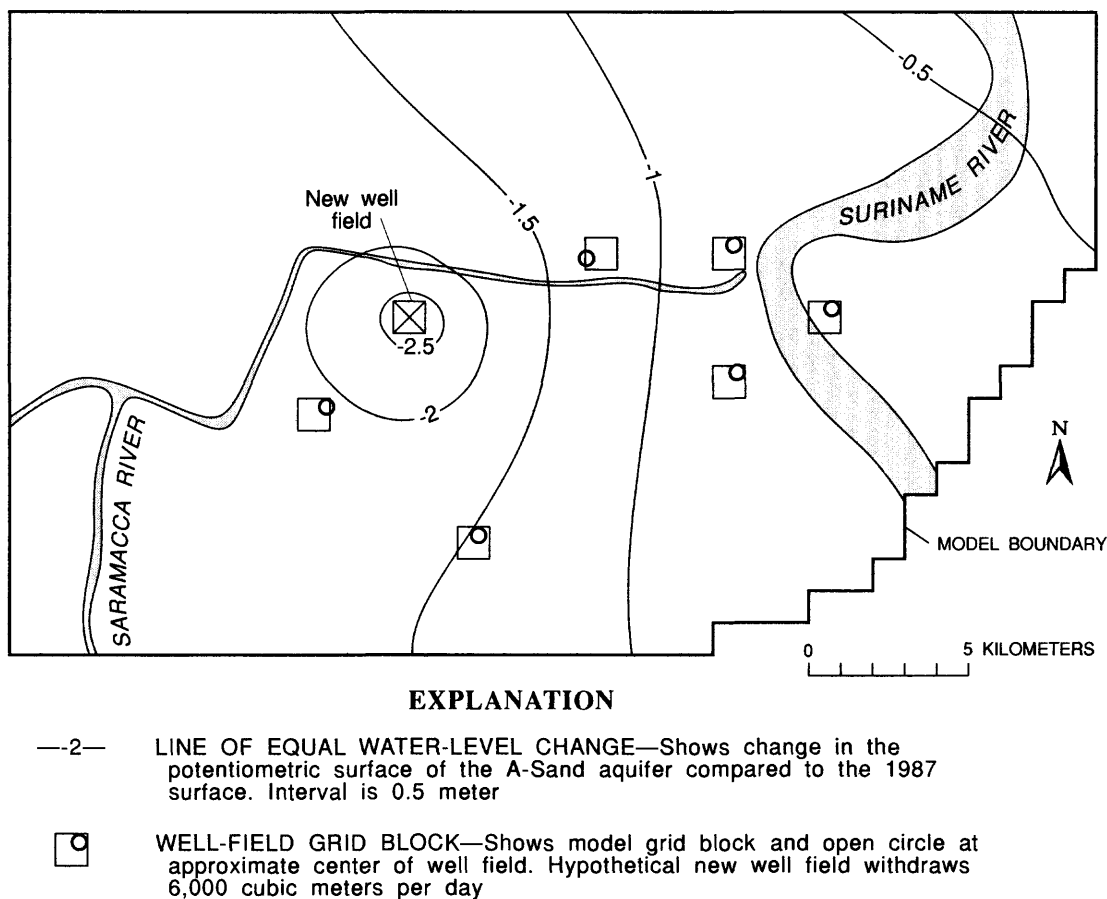 -0.5
SURINAME RIVER
-1
-1.5
New well
field
-2.5
-2
SARAMACCA RIVER
N
MODEL BOUNDARY
0 5 KILOMETERS
EXPLANATION
—-2— LINE OF EQUAL WATER-LEVEL CHANGE—Shows change in the
potentiometric surface of the A-Sand aquifer compared to the 1987
surface. Interval is 0.5 meter
WELL-FIELD GRID BLOCK—Shows model grid block and open circle at
approximate center of well field. Hypothetical new well field withdraws
6,000 cubic meters per day